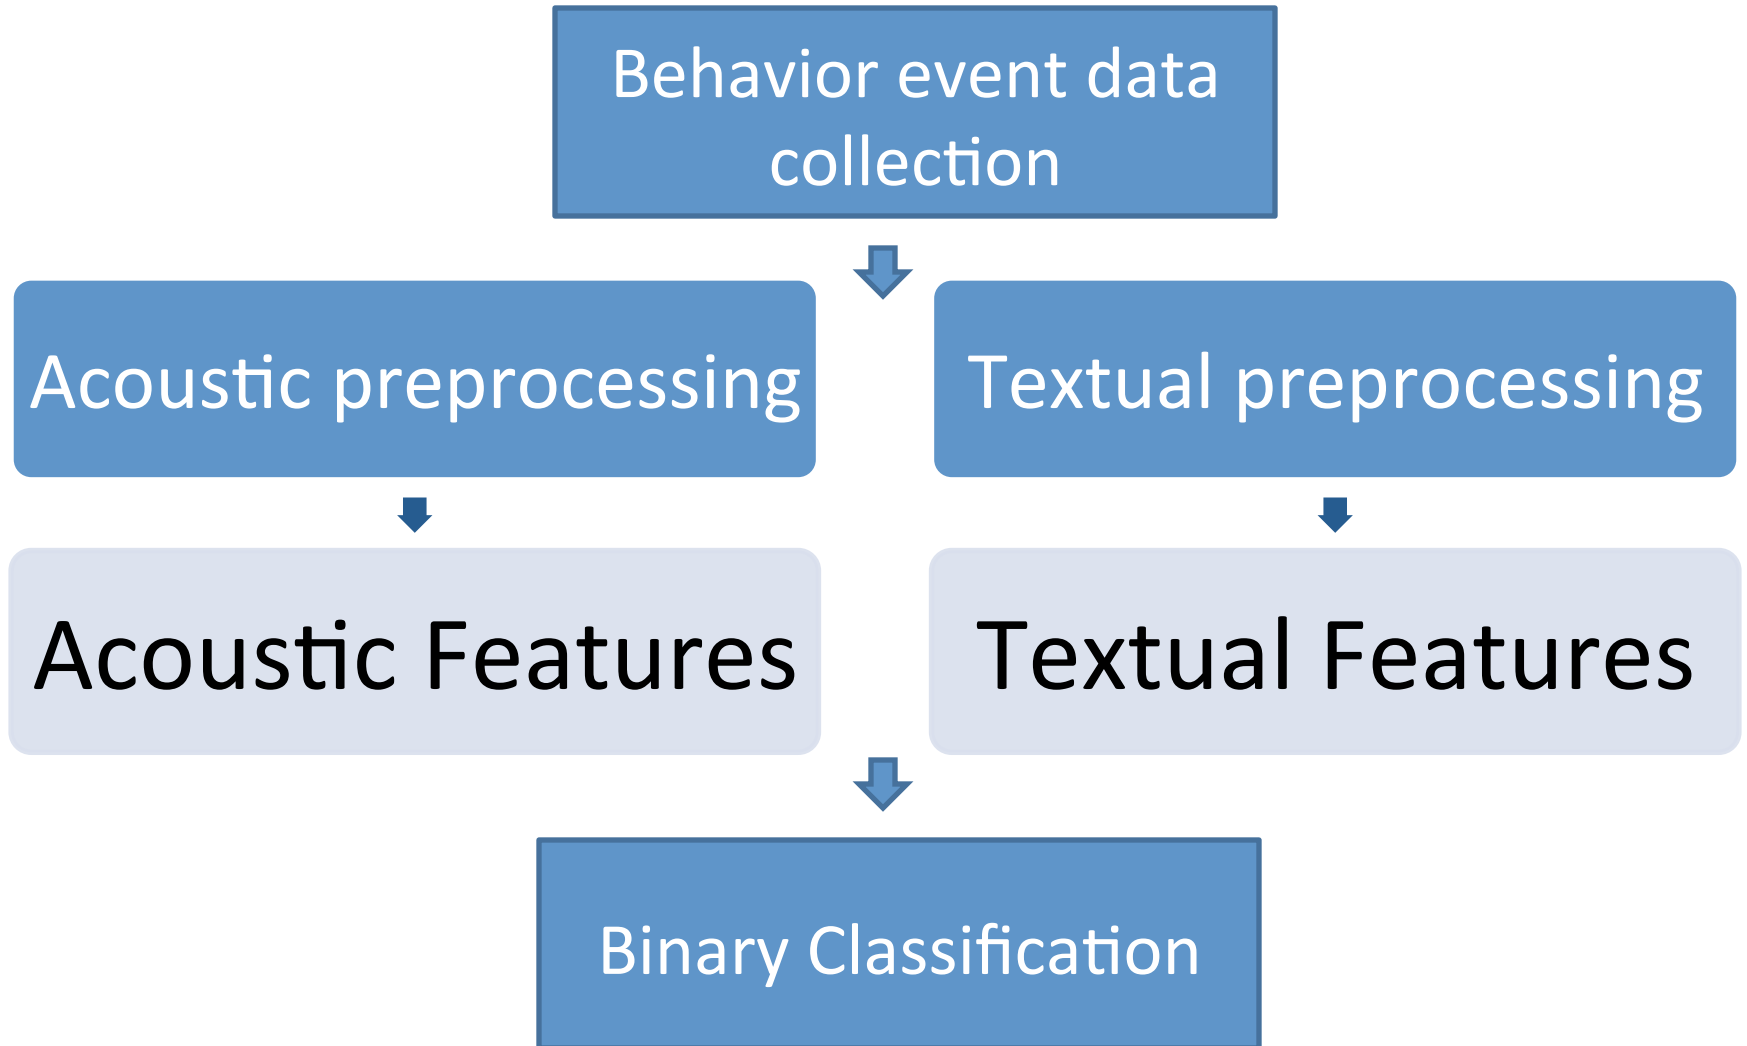 Behavior event data
collection
Acoustic preprocessing
Textual preprocessing
Acoustic Features
Textual Features
Binary Classification